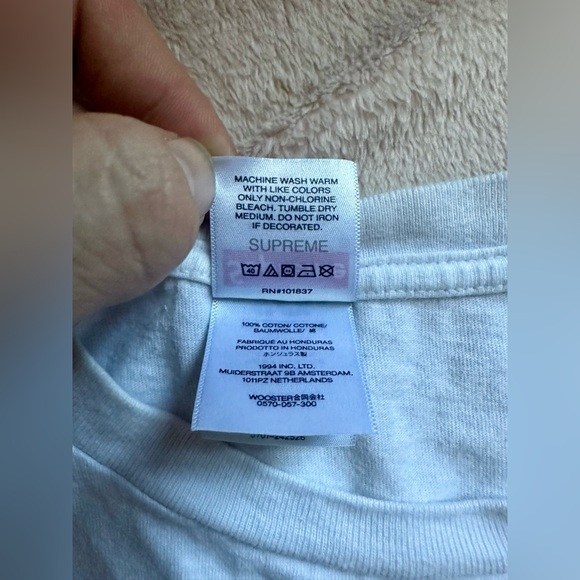 MACHINE WASH WARM
WITH LIKE COLORS
ONLY NON-CHLORINE
BLEACH. TUMBLE DRY
MEDIUM. DO NOT IRON
IF DECORATED.
SUPREME
40
RN#101837
100% COTTON/ COTONE/
BAUMWOLLE/ 綿
FABRIQUÉ AU HONDURAS
PRODOTTO IN HONDURAS
ホンジュラス製
1994 INC. LTD.
MUIDERSTRAAT 9B AMSTERDAM,
1011PZ NETHERLANDS
WOOSTER合同会社
0570-057-300